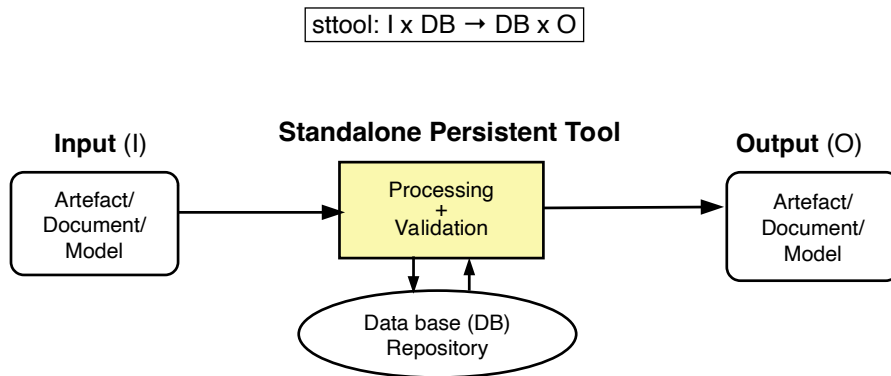 sttool: I x DB → DB x O
Standalone Persistent Tool
Input (I)
Output (O)
Artefact/
Document/
Model
Processing
+
Validation
Artefact/
Document/
Model
Data base (DB)
Repository